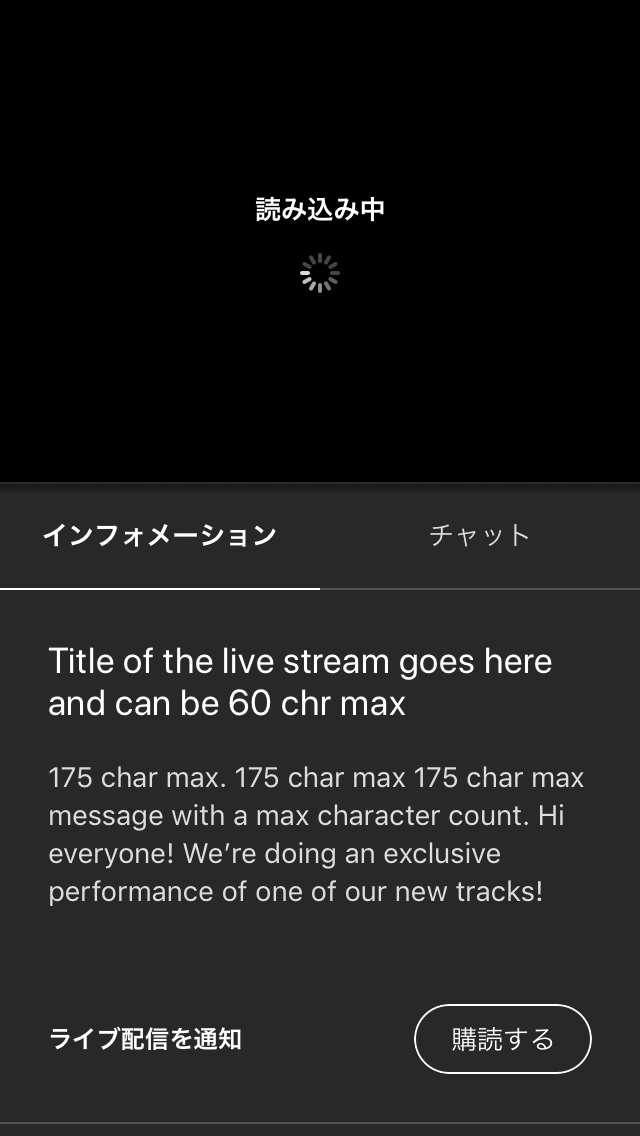 読み込み中
インフォメーション
チャット
Title of the live stream goes here
and can be 60 chr max
175 char max. 175 char max 175 char max
message with a max character count. Hi
everyone! We’re doing an exclusive
performance of one of our new tracks!
ライブ配信を通知
購読する